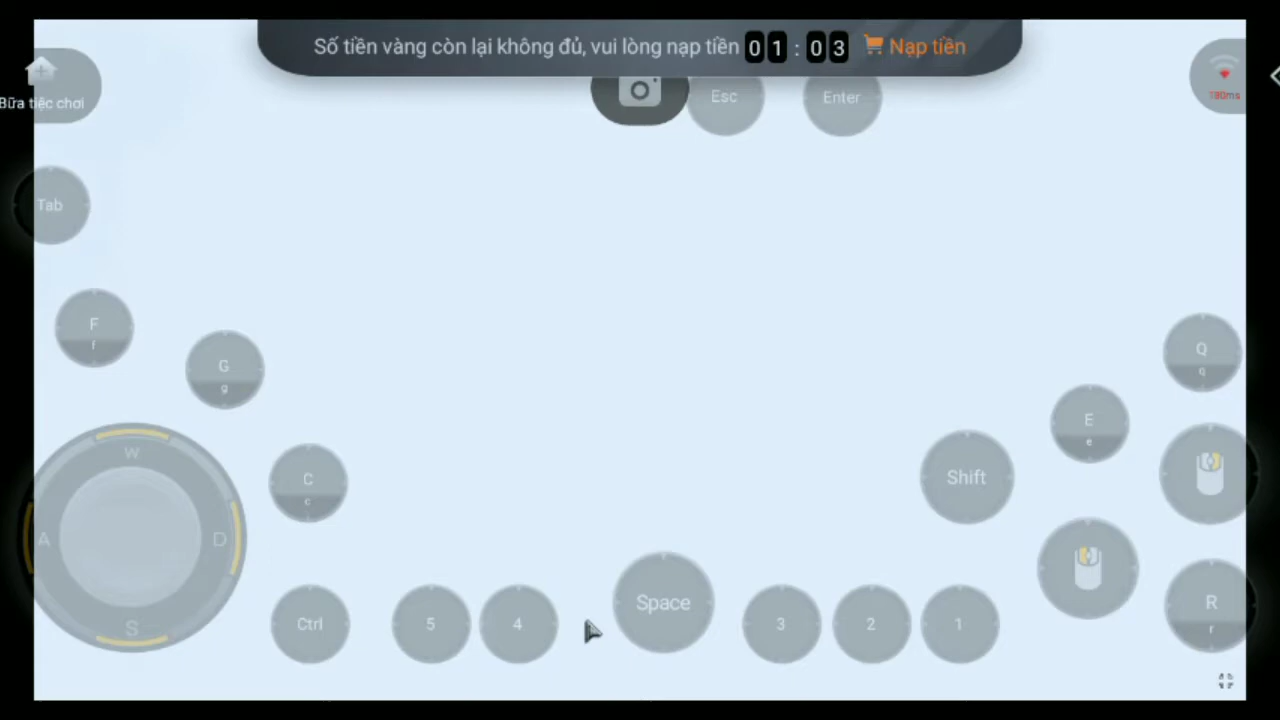 Số tiền vàng còn lại không đủ, vui lòng nạp tiền 01:03 Nạp tiền
Bữa tiệc chơi
Esc
Enter
180ms
Tab
F
f
G
g
Q
q
E
e
W
A
D
S
C
c
Shift
Ctrl
5
4
Space
3
2
1
R
r